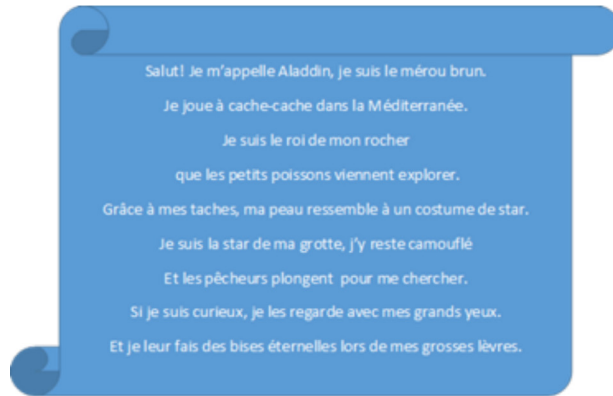 Salut! Je m'appelle Aladdin, je suis le mérou brun.
Je joue à cache-cache dans la Méditerranée.
Je suis le roi de mon rocher
que les petits poissons viennent explorer.
Grâce à mes taches, ma peau ressemble à un costume de star.
Je suis la star de ma grotte, j'y reste camouflé
Et les pêcheurs plongent pour me chercher.
Si je suis curieux, je les regarde avec mes grands yeux.
Et je leur fais des bises éternelles lors de mes grosses lèvres.